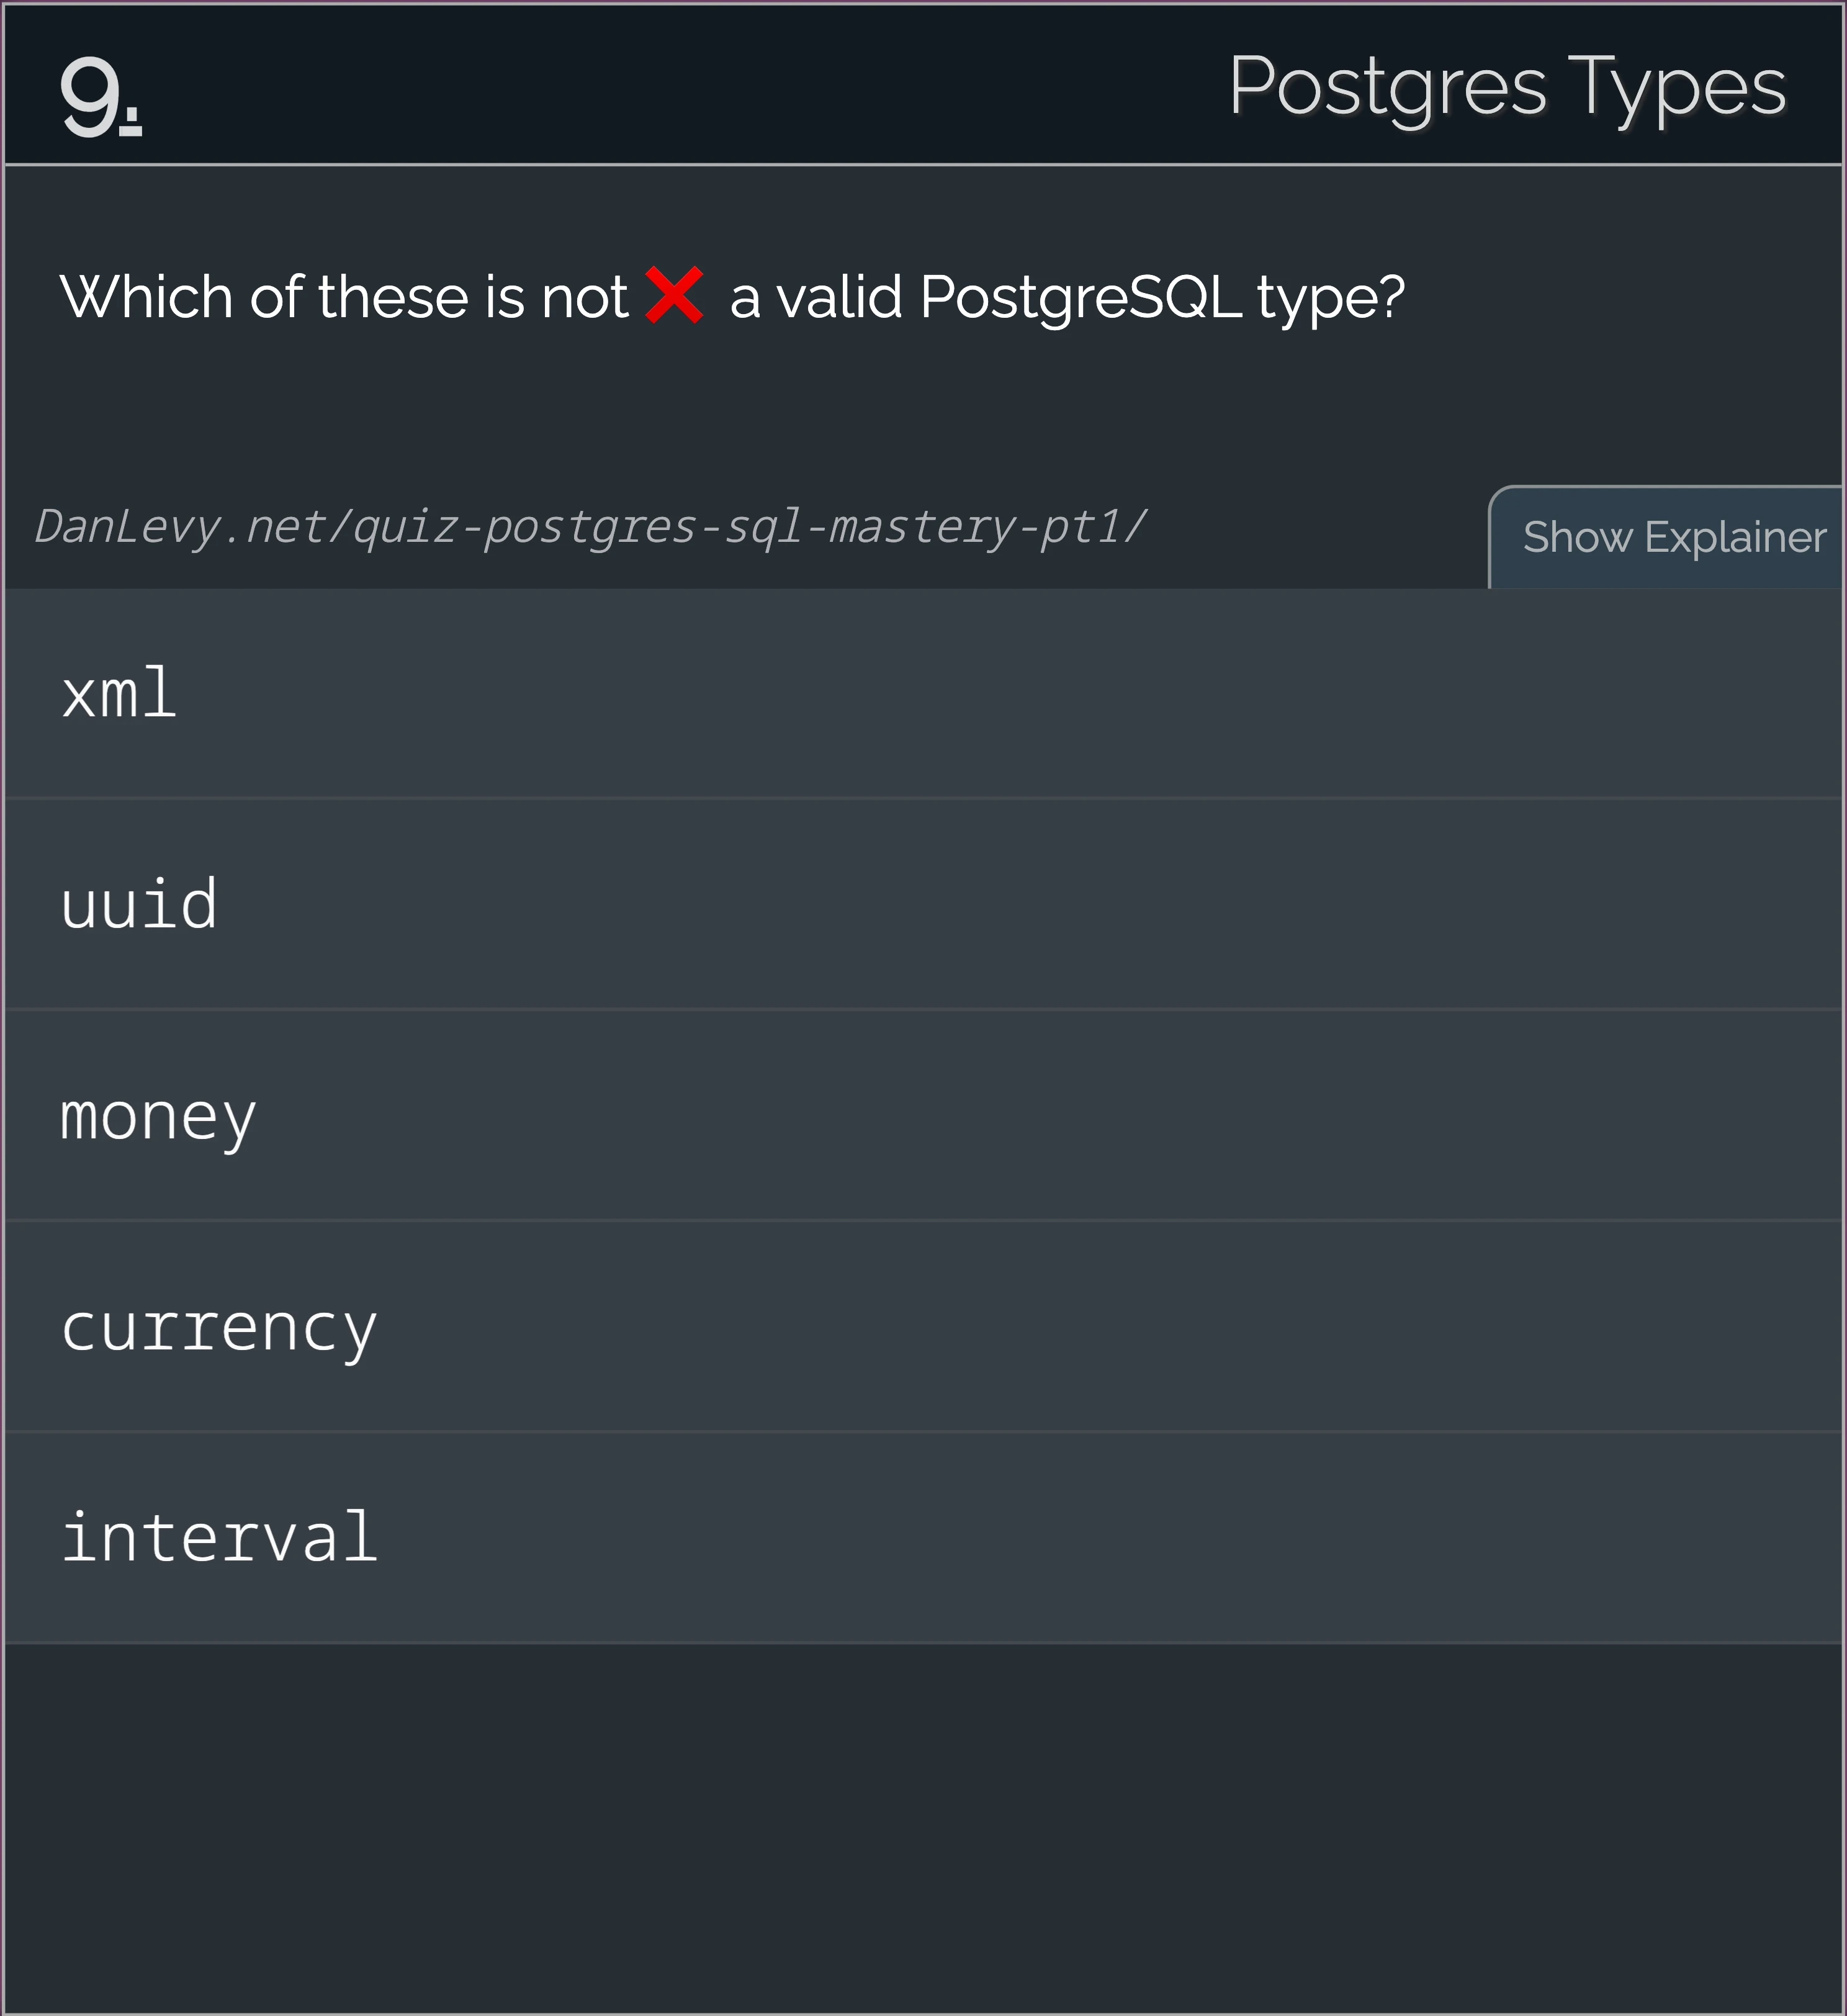 9.
Postgres Types
Which of these is not❌ a valid PostgreSQL type?
DanLevy.net/quiz-postgres-sql-mastery-pt1/
Show Explainer
xml
uuid
money
currency
interval